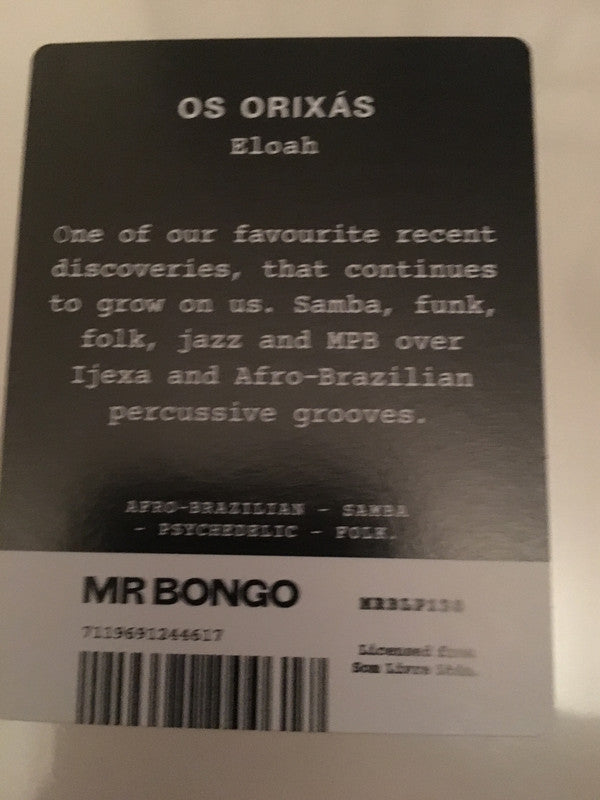 OS ORIXÁS
Eloah
One of our favourite recent
discoveries, that continues
to grow on us. Samba, funk,
folk, jazz and MPB over
Ijexa and Afro-Brazilian
percussive grooves.
AFRO-BRAZILIAN - SAMBA
- PSYCHEDELIC - FOLK.
MR BONGO
7119691244617
Licensed from
Som Livre